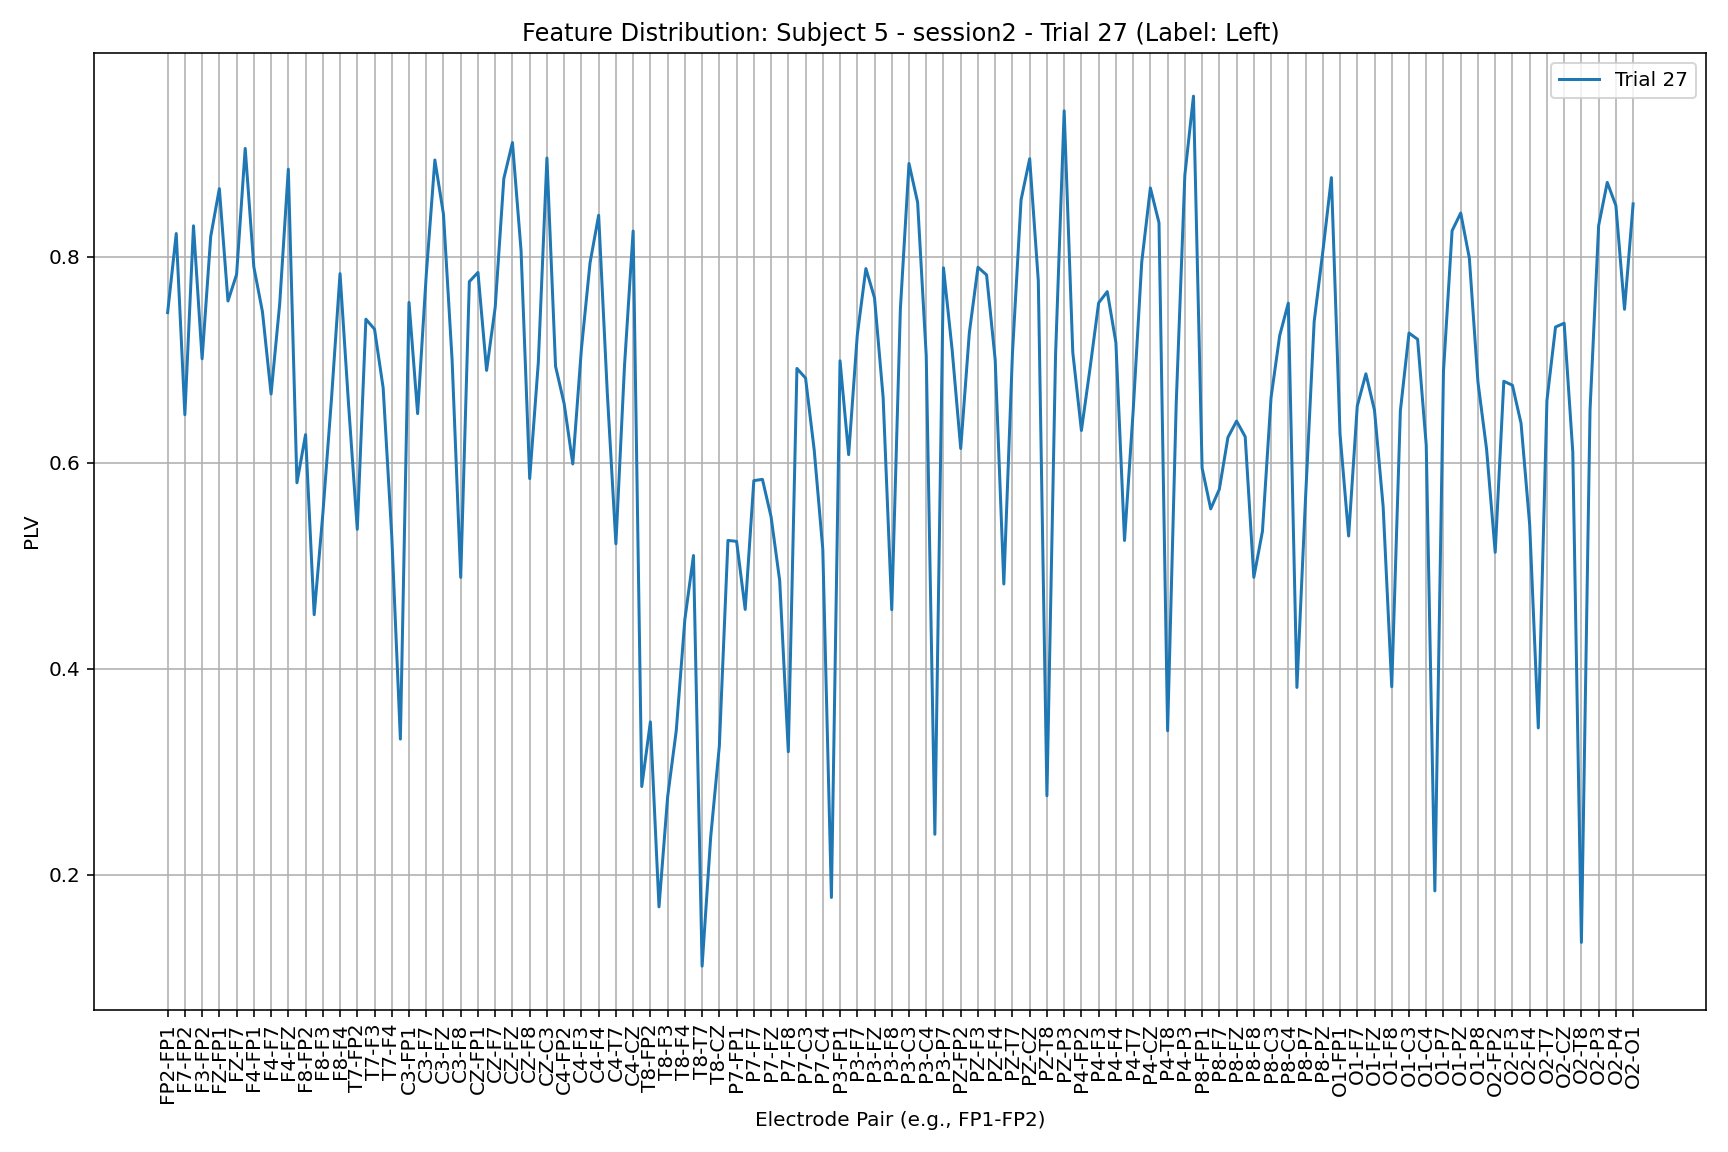 Feature Distribution: Subject 5 - session2 - Trial 27 (Label: Left)
Trial 27
PLV
0.8
0.6
0.4
0.2
FP2-FP1
F7-FP2
F3-FP2
FZ-FP1
FZ-F7
F4-FP1
F4-F7
F4-FZ
F8-FP2
F8-F3
F8-F4
T7-FP2
T7-F3
T7-F4
C3-FP1
C3-F7
C3-FZ
C3-F8
CZ-FP1
CZ-F7
CZ-FZ
CZ-F8
CZ-C3
C4-FP2
C4-F3
C4-F4
C4-T7
C4-CZ
T8-FP2
T8-F3
T8-F4
T8-T7
T8-CZ
P7-FP1
P7-F7
P7-FZ
P7-F8
P7-C3
P7-C4
P3-FP1
P3-F7
P3-FZ
P3-F8
P3-C3
P3-C4
P3-P7
PZ-FP2
PZ-F3
PZ-F4
PZ-T7
PZ-CZ
PZ-T8
PZ-P3
P4-FP2
P4-F3
P4-F4
P4-T7
P4-CZ
P4-T8
P4-P3
P8-FP1
P8-F7
P8-FZ
P8-F8
P8-C3
P8-C4
P8-P7
P8-PZ
O1-FP1
O1-F7
O1-FZ
O1-F8
O1-C3
O1-C4
O1-P7
O1-PZ
O1-P8
O2-FP2
O2-F3
O2-F4
O2-T7
O2-CZ
O2-T8
O2-P3
O2-P4
O2-O1
Electrode Pair (e.g., FP1-FP2)